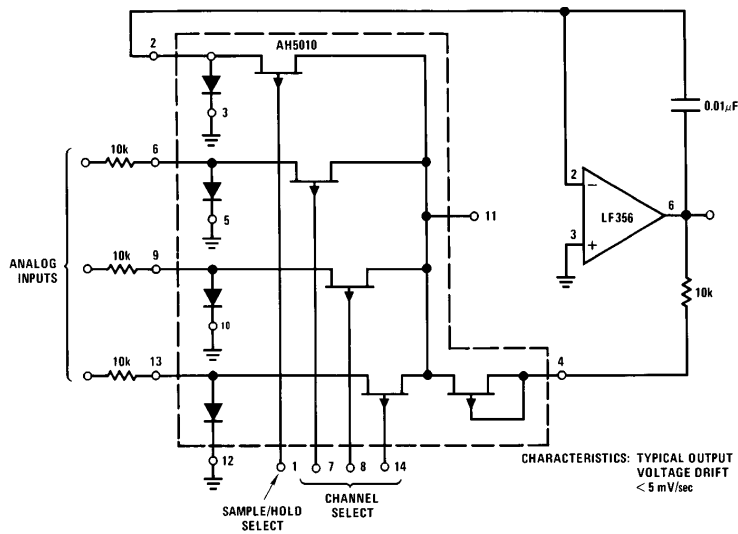 2
AH5010
3
0.01μF
10k
6
5
2
−
6
LF356
3
+
11
ANALOG
INPUTS
10k
9
10
10k
10k
13
4
12
1
7
8
14
SAMPLE/HOLD
SELECT
CHANNEL
SELECT
CHARACTERISTICS: TYPICAL OUTPUT
VOLTAGE DRIFT
< 5 mV/sec